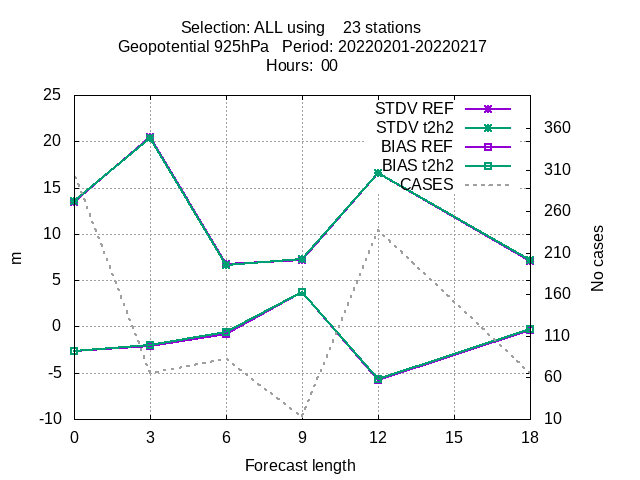 Selection: ALL using    23 stations
Geopotential 925hPa   Period: 20220201-20220217
Hours:  00
25
20
15
10
5
0
-5
-10
m
STDV REF
STDV t2h2
BIAS REF
BIAS t2h2
CASES
360
310
260
210
160
110
60
10
No cases
0 3 6 9 12 15 18
Forecast length